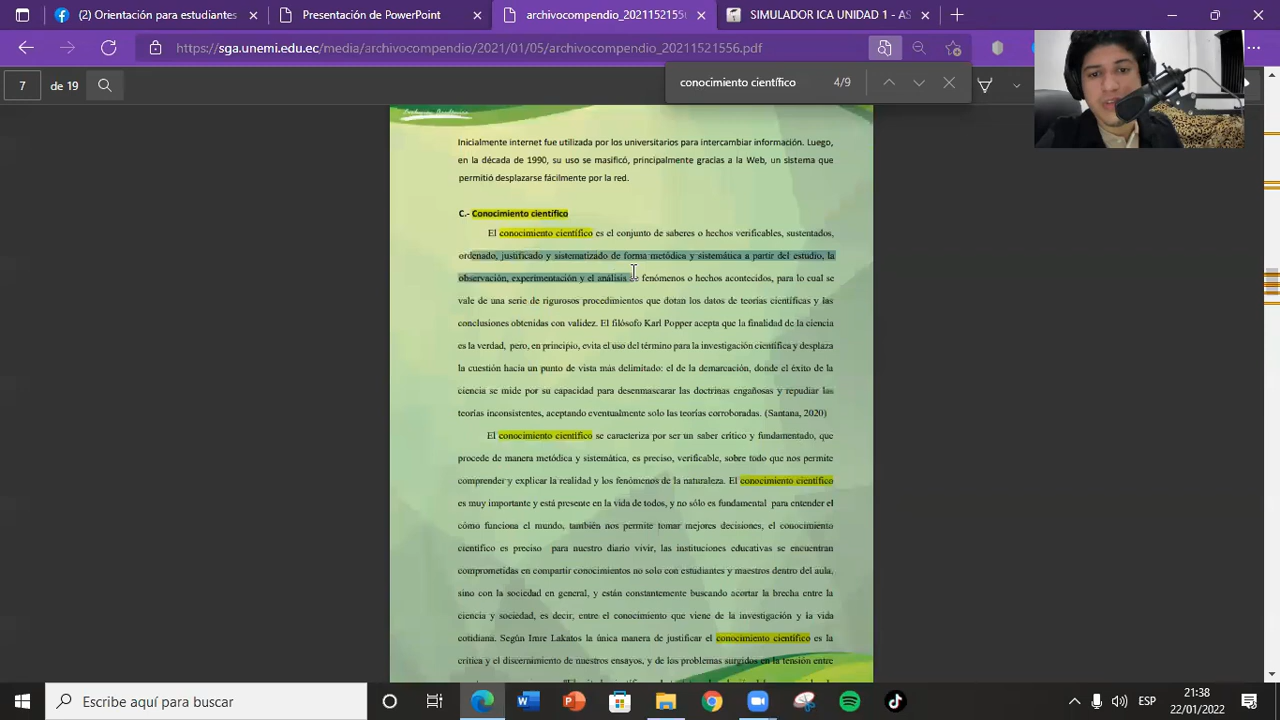 Orientación para estudiantes
archivocompendio_2021152155
UNIDAD 1 - AS
https://sga.unemi.edu.ec/media/archivocompendio/2021/01/05/archivocompendio_20211521556.pdf
7 de 10
conocimiento científico 4/9
Producción Académica
Inicialmente internet fue utilizada por los universitarios para intercambiar información. Luego,
en la década de 1990, su uso se masificó, principalmente gracias a la Web, un sistema que
permitió desplazarse fácilmente por la red.
C.- Conocimiento científico
El conocimiento científico es el conjunto de saberes o hechos verificables, sustentados,
ordenado, justificado y sistematizado de forma metódica y sistemática a partir del estudio, la
observación, experimentación y el análisis de fenómenos o hechos acontecidos, para lo cual se
vale de una serie de rigurosos procedimientos que dotan los datos de teorías científicas y las
conclusiones obtenidas con validez. El filósofo Karl Popper acepta que la finalidad de la ciencia
es la verdad, pero, en principio, evita el uso del término para la investigación científica y desplaza
la cuestión hacia un punto de vista más delimitado: el de la demarcación, donde el éxito de la
ciencia se mide por su capacidad para desenmascarar las doctrinas engañosas y repudiar las
teorías inconsistentes, aceptando eventualmente solo las teorías corroboradas. (Santana, 2020)
El conocimiento científico se caracteriza por ser un saber crítico y fundamentado, que
procede de manera metódica y sistemática, es preciso, verificable, sobre todo que nos permite
comprender y explicar la realidad y los fenómenos de la naturaleza. El conocimiento científico
es muy importante y está presente en la vida de todos, y no sólo es fundamental para entender el
cómo funciona el mundo, también nos permite tomar mejores decisiones, el conocimiento
científico es preciso para nuestro diario vivir, las instituciones educativas se encuentran
comprometidas en compartir conocimientos no solo con estudiantes y maestros dentro del aula,
sino con la sociedad en general, y están constantemente buscando acortar la brecha entre la
ciencia y sociedad, es decir, entre el conocimiento que viene de la investigación y la vida
cotidiana. Según Imre Lakatos la única manera de justificar el conocimiento científico es la
crítica y el discernimiento de nuestros ensayos, y de los problemas surgidos en la tensión entre
Escribe aquí para buscar
ESP
21:38
22/01/2022